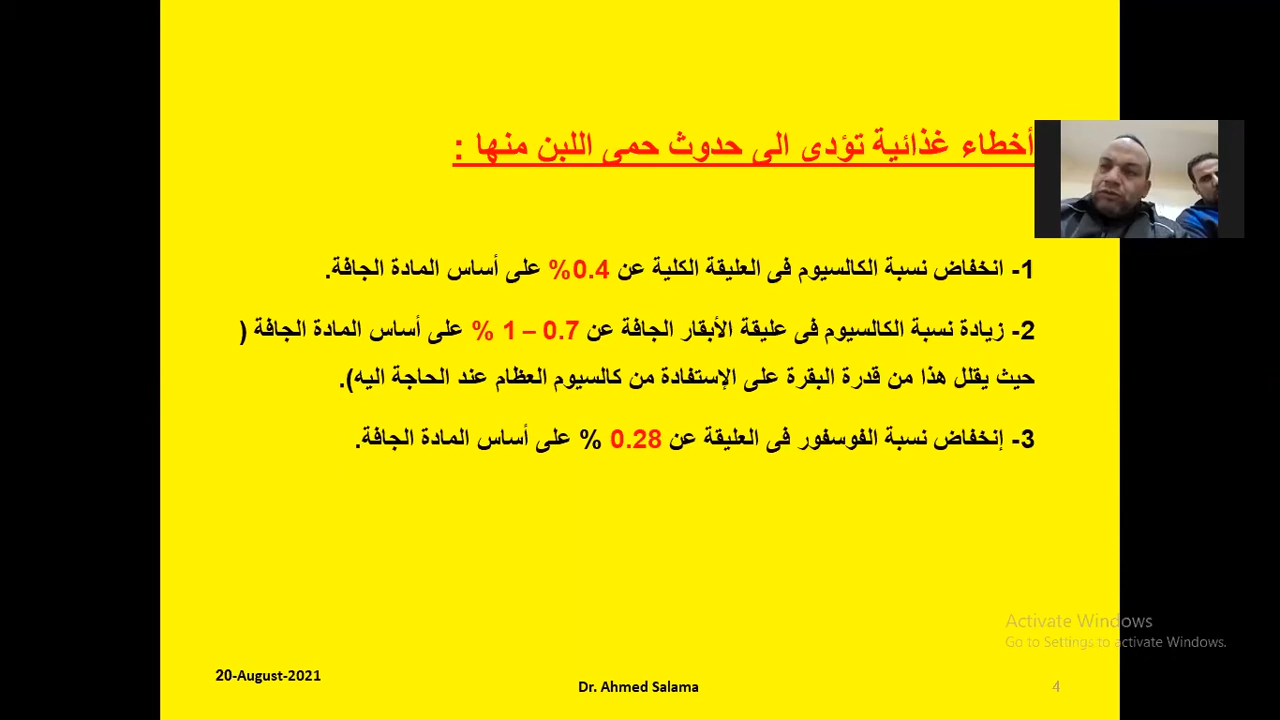 أخطاء غذائية تؤدى الى حدوث حمى اللبن منها :
1- انخفاض نسبة الكالسيوم فى العليقة الكلية عن 0.4% على أساس المادة الجافة.
2- زيادة نسبة الكالسيوم فى عليقة الأبقار الجافة عن 0.7 – 1 % على أساس المادة الجافة (
حيث يقلل هذا من قدرة البقرة على الإستفادة من كالسيوم العظام عند الحاجة اليه).
3- إنخفاض نسبة الفوسفور فى العليقة عن 0.28 % على أساس المادة الجافة.
Activate Windows
Go to Settings to activate Windows.
20-August-2021
Dr. Ahmed Salama
4